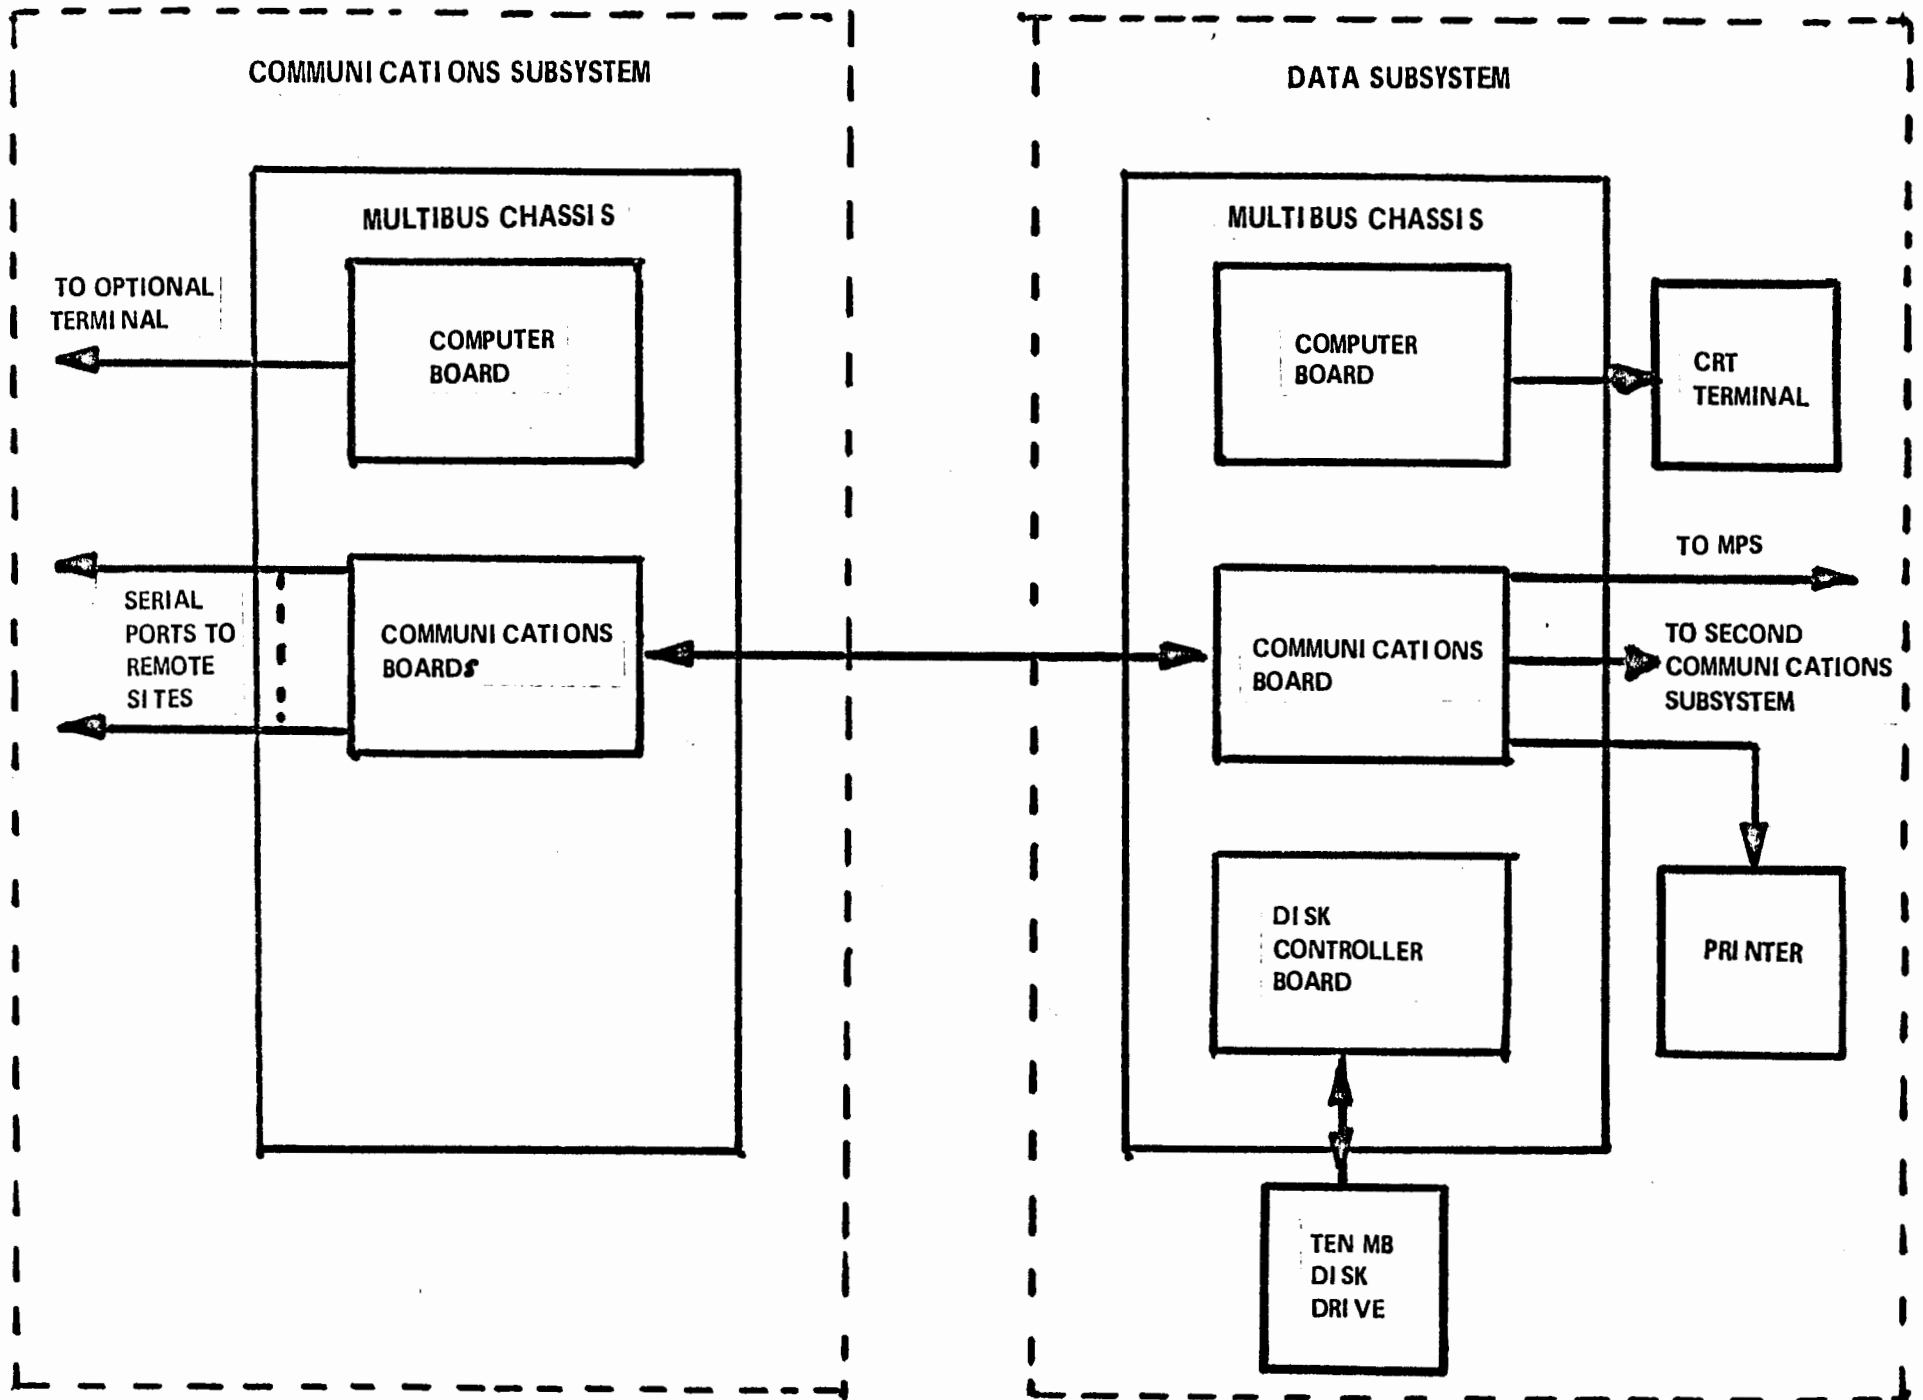 COMMUNICATIONS SUBSYSTEM
MULTIBUS CHASSIS
TO OPTIONAL
TERMINAL
COMPUTER
BOARD
SERIAL
PORTS TO
REMOTE
SITES
COMMUNICATIONS
BOARDS
DATA SUBSYSTEM
MULTIBUS CHASSIS
COMPUTER
BOARD
CRT
TERMINAL
TO MPS
COMMUNICATIONS
BOARD
TO SECOND
COMMUNICATIONS
SUBSYSTEM
DISK
CONTROLLER
BOARD
PRINTER
TEN MB
DISK
DRIVE